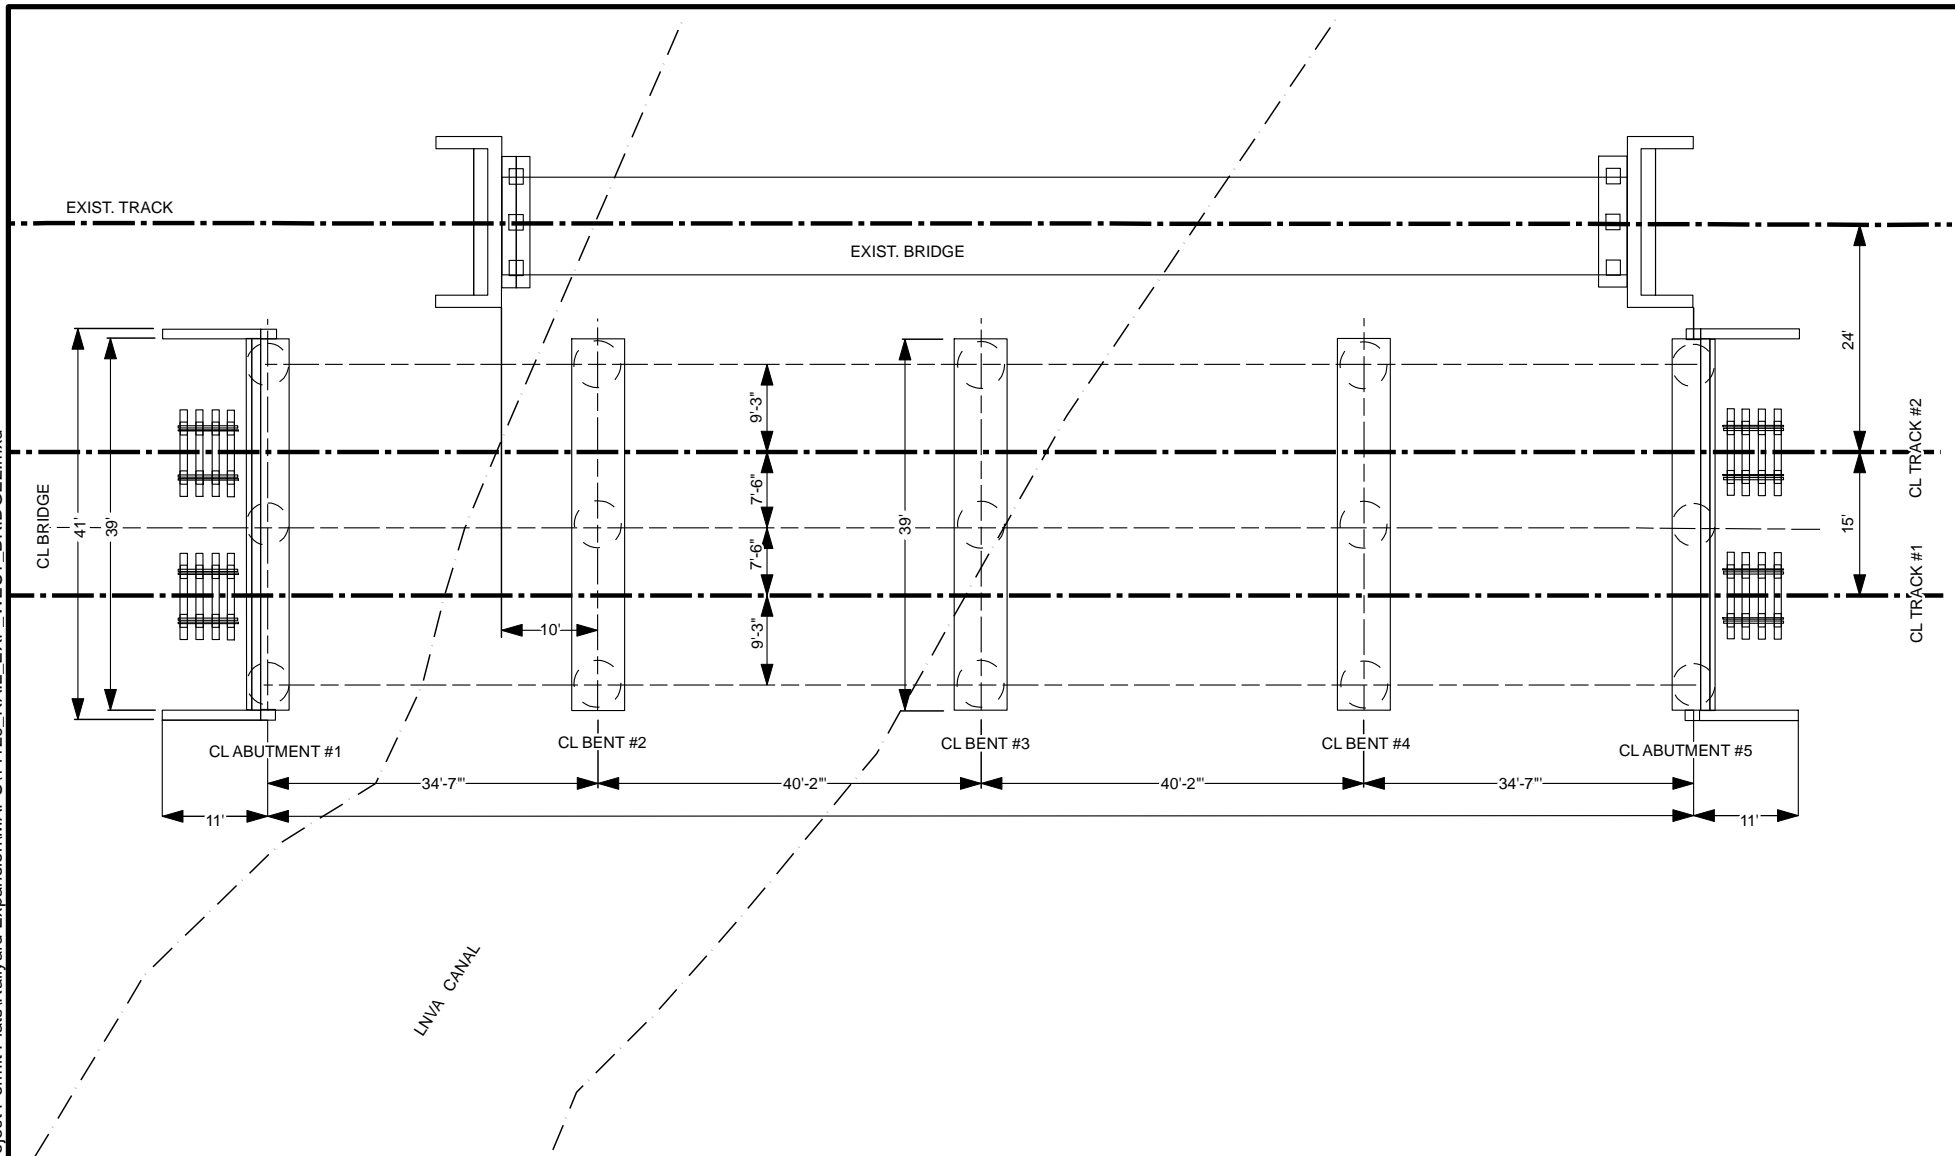 EXIST. TRACK
EXIST. BRIDGE
24'
9'-3"
CL TRACK #2
7'-6"
CL BRIDGE
41'
39'
39'
15'
7'-6"
CL TRACK #1
10'
9'-3"
CL ABUTMENT #1
CL BENT #2
CL BENT #3
CL BENT #4
CL ABUTMENT #5
34'-7'"
40'-2'"
40'-2'"
34'-7'"
11'
11'
LNVA CANAL